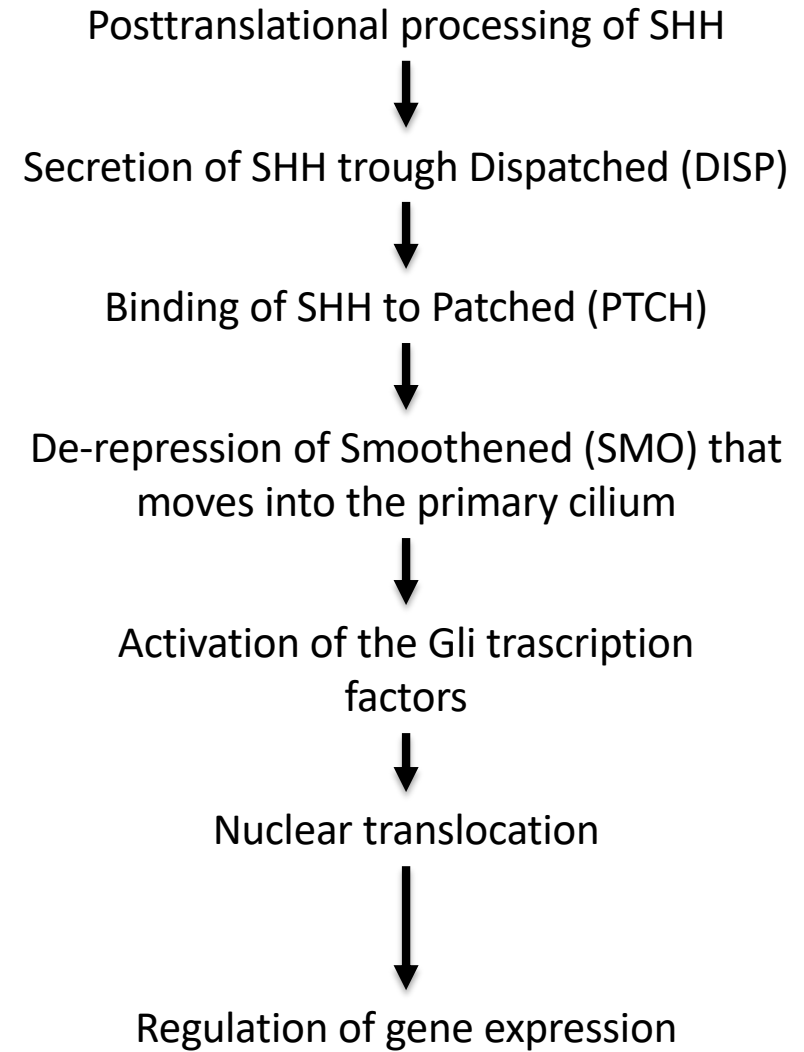 Posttranslational processing of SHH
Secretion of SHH trough Dispatched (DISP)
Binding of SHH to Patched (PTCH)
De-repression of Smoothened (SMO) that
moves into the primary cilium
Activation of the Gli trascription
factors
Nuclear translocation
Regulation of gene expression